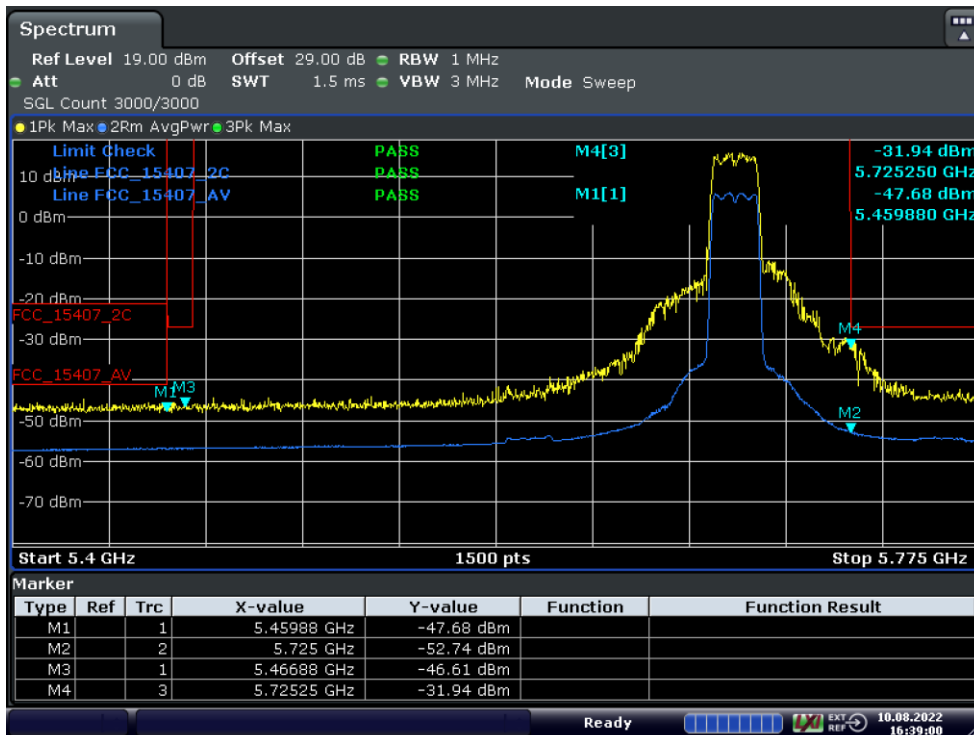 Spectrum
Ref Level 19.00 dBm Offset 29.00 dB RBW 1 MHz
Att 0 dB SWT 1.5 ms VBW 3 MHz Mode Sweep
SGL Count 3000/3000
1Pk Max 2Rm AvgPwr 3Pk Max
Limit Check PASS M4[3] -31.94 dBm
10 dBm Line FCC_15407_2C PASS 5.725250 GHz
Line FCC_15407_AV PASS M1[1] -47.68 dBm
0 dBm 5.459880 GHz
-10 dBm
-20 dBm
FCC_15407_2C
M4
-30 dBm
FCC_15407_AV
M1 M3
M2
-50 dBm
-60 dBm
-70 dBm
Start 5.4 GHz 1500 pts Stop 5.775 GHz
Marker
Type Ref Trc X-value Y-value Function Function Result
M1 1 5.45988 GHz -47.68 dBm
M2 2 5.725 GHz -52.74 dBm
M3 1 5.46688 GHz -46.61 dBm
M4 3 5.72525 GHz -31.94 dBm
Ready LXI EXT REF 10.08.2022
16:39:00